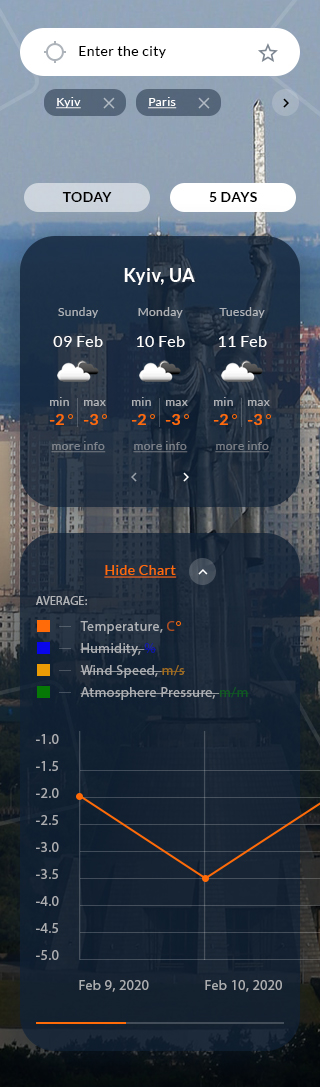 Enter the city
Kyiv Paris
TODAY 5 DAYS
Kyiv, UA
Sunday Monday Tuesday
09 Feb 10 Feb 11 Feb
min max min max min max
-2° -3° -2° -3° -2° -3°
more info more info more info
Hide Chart
AVERAGE:
Temperature, C°
Humidity, %
Wind Speed, m/s
Atmosphere Pressure, m/m
-1.0
-1.5
-2.0
-2.5
-3.0
-3.5
-4.0
-4.5
-5.0
Feb 9, 2020 Feb 10, 2020